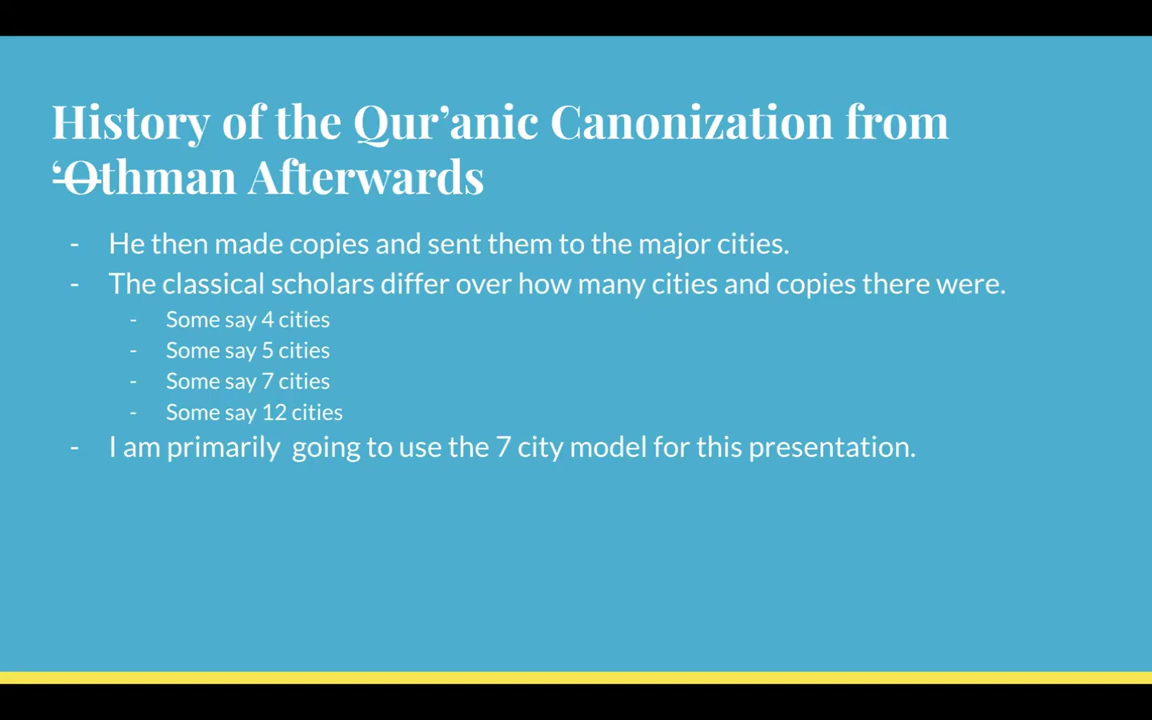 History of the Qur’anic Canonization from
‘Othman Afterwards
- He then made copies and sent them to the major cities.
- The classical scholars differ over how many cities and copies there were.
- Some say 4 cities
- Some say 5 cities
- Some say 7 cities
- Some say 12 cities
- I am primarily  going to use the 7 city model for this presentation.